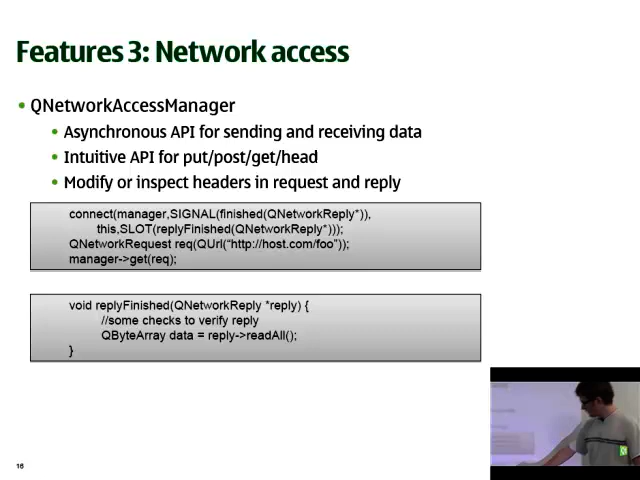 Features 3: Network access
• QNetworkAccessManager
• Asynchronous API for sending and receiving data
• Intuitive API for put/post/get/head
• Modify or inspect headers in request and reply
connect(manager,SIGNAL(finished(QNetworkReply*)),
this,SLOT(replyFinished(QNetworkReply*)));
QNetworkRequest req(QUrl(“http://host.com/foo”));
manager->get(req);
void replyFinished(QNetworkReply *reply) {
//some checks to verify reply
QByteArray data = reply->readAll();
}
16